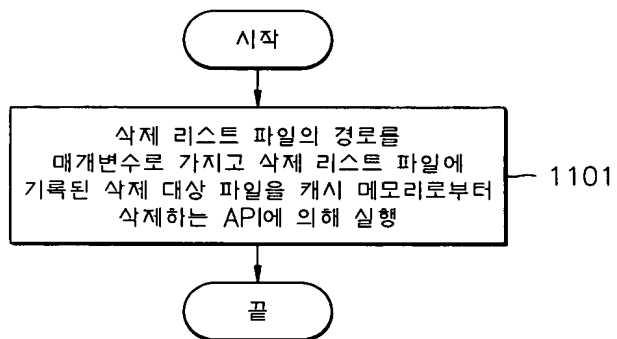 시작
삭제 리스트 파일의 경로를
매개변수로 가지고 삭제 리스트 파일에
기록된 삭제 대상 파일을 캐시 메모리로부터
삭제하는 API에 의해 실행
1101
끝